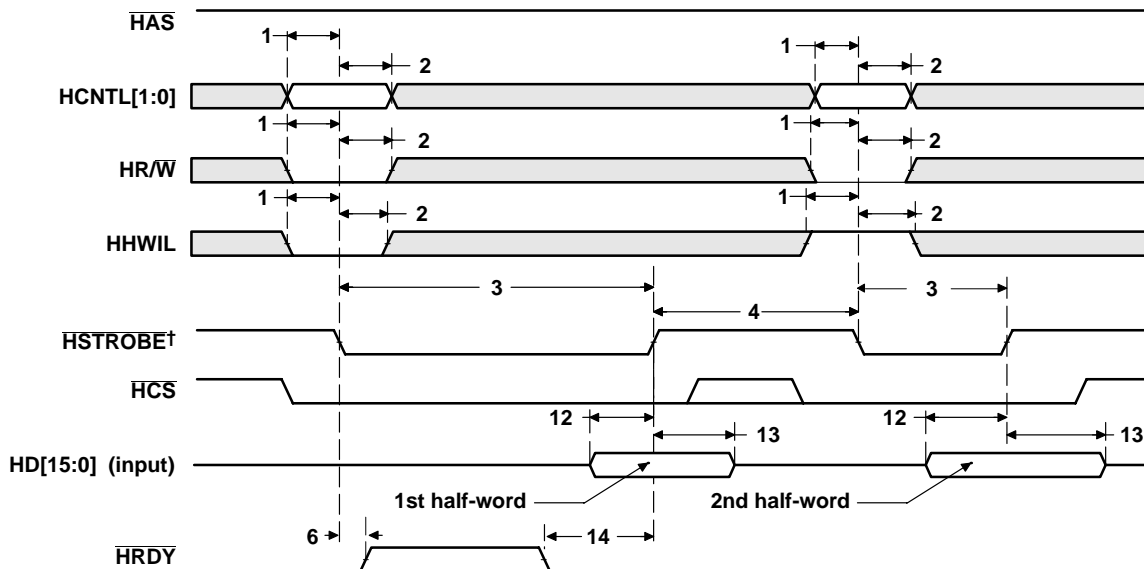 HAS
1
1
2
2
HCNTL[1:0]
1
1
2
2
HR/W
1
1
2
2
HHWIL
3
3
4
HSTROBE†
HCS
12
12
13
13
HD[15:0] (input)
1st half-word
2nd half-word
6
14
HRDY